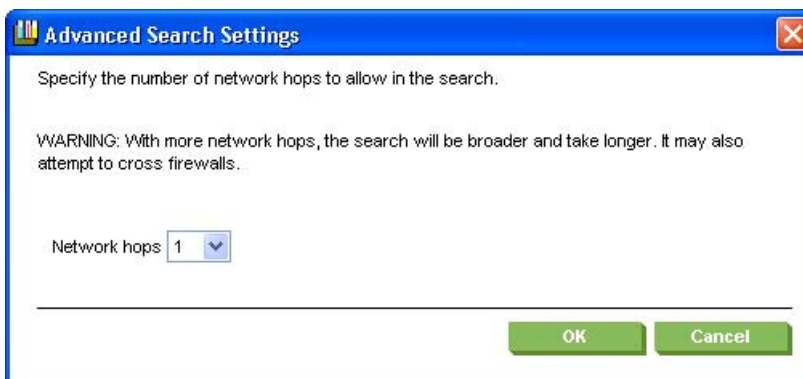 Advanced Search Settings
Specify the number of network hops to allow in the search.
WARNING: With more network hops, the search will be broader and take longer. It may also
attempt to cross firewalls.
Network hops 1
OK Cancel